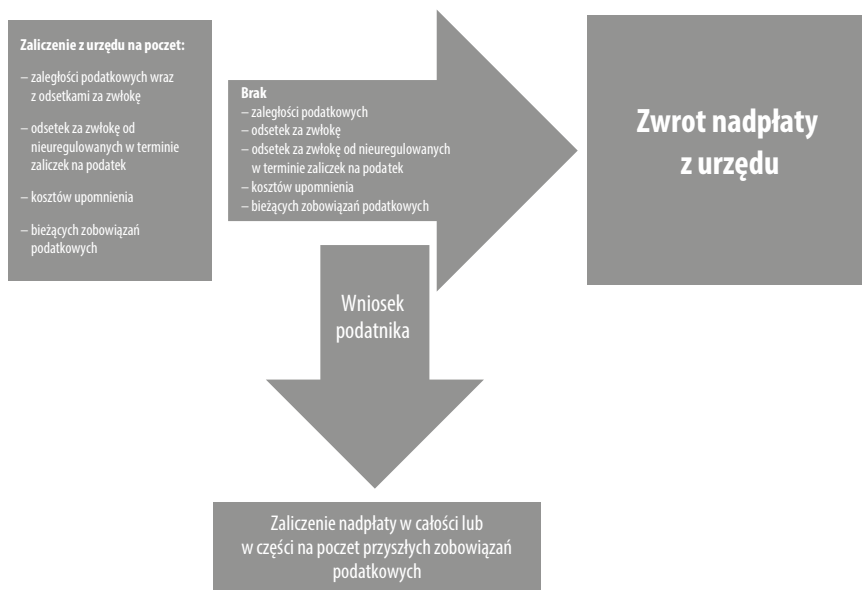 Zaliczenie z urzędu na poczet:
– zaległości podatkowych wraz
z odsetkami za zwłokę
– odsetek za zwłokę od
nieuregulowanych w terminie
zaliczek na podatek
– kosztów upomnienia
– bieżących zobowiązań
podatkowych
Brak
– zaległości podatkowych
– odsetek za zwłokę
– odsetek za zwłokę od nieuregulowanych
w terminie zaliczek na podatek
– kosztów upomnienia
– bieżących zobowiązań podatkowych
Zwrot nadpłaty
z urzędu
Wniosek
podatnika
Zaliczenie nadpłaty w całości lub
w części na poczet przyszłych zobowiązań
podatkowych